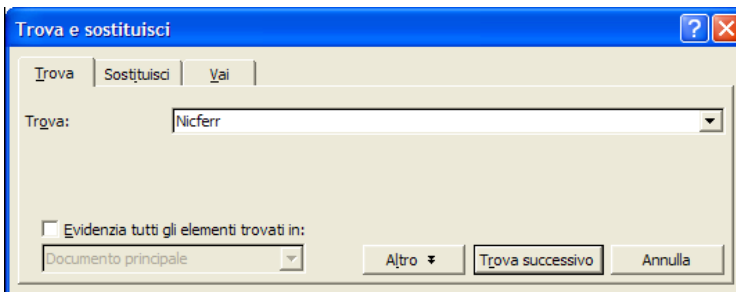 Trova e sostituisci
Trova Sostituisci Vai
Trova: Nicferr
Evidenzia tutti gli elementi trovati in:
Documento principale Altro Trova successivo Annulla